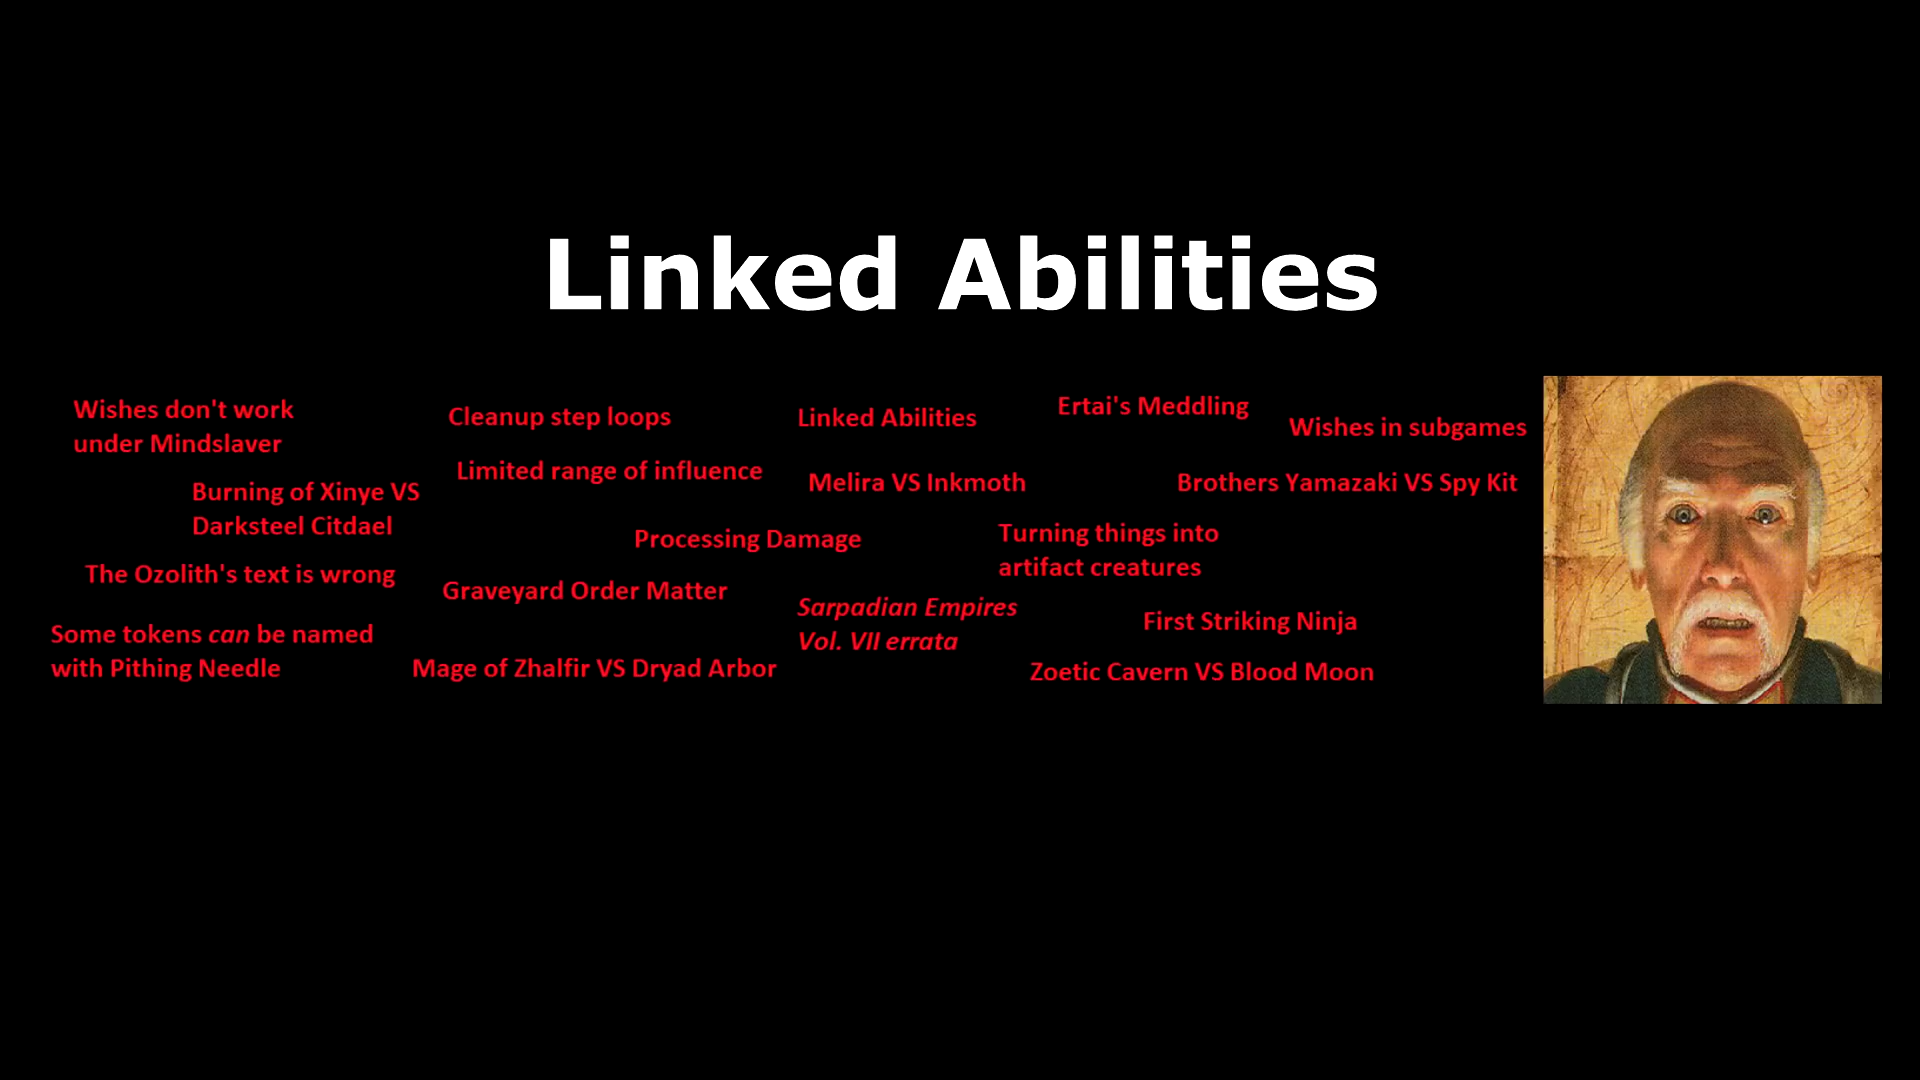 Linked Abilities
Wishes don't work
under Mindslaver
Cleanup step loops
Linked Abilities
Ertai's Meddling
Wishes in subgames
Burning of Xinye VS
Darksteel Citdael
Limited range of influence
Melira VS Inkmoth
Brothers Yamazaki VS Spy Kit
Processing Damage
Turning things into
artifact creatures
The Ozolith's text is wrong
Graveyard Order Matter
Sarpadian Empires
Vol. VII errata
First Striking Ninja
Some tokens can be named
with Pithing Needle
Mage of Zhalfir VS Dryad Arbor
Zoetic Cavern VS Blood Moon